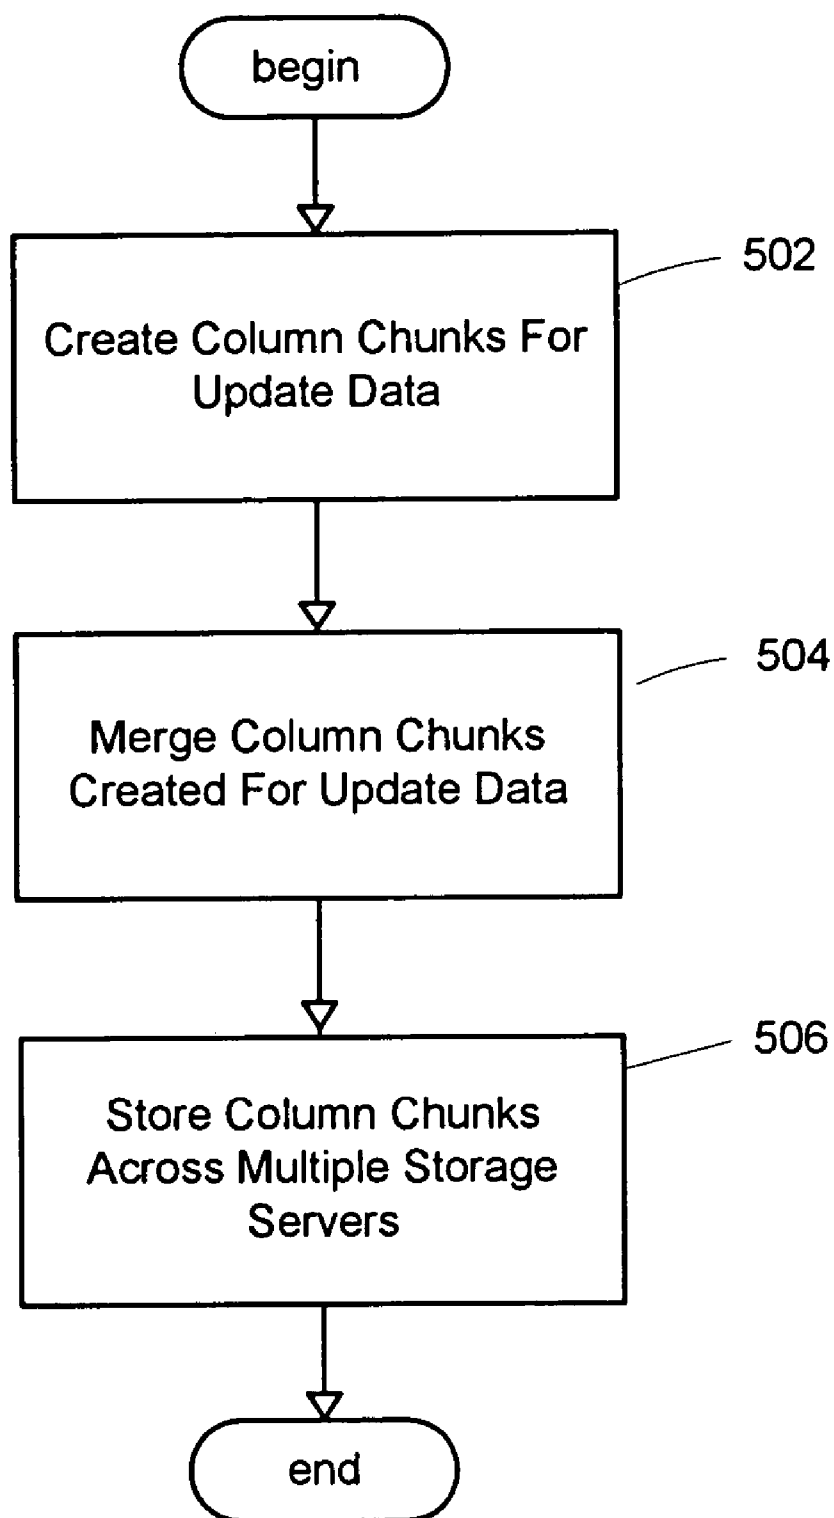 begin
502
Create Column Chunks For
Update Data
504
Merge Column Chunks
Created For Update Data
506
Store Column Chunks
Across Multiple Storage
Servers
end